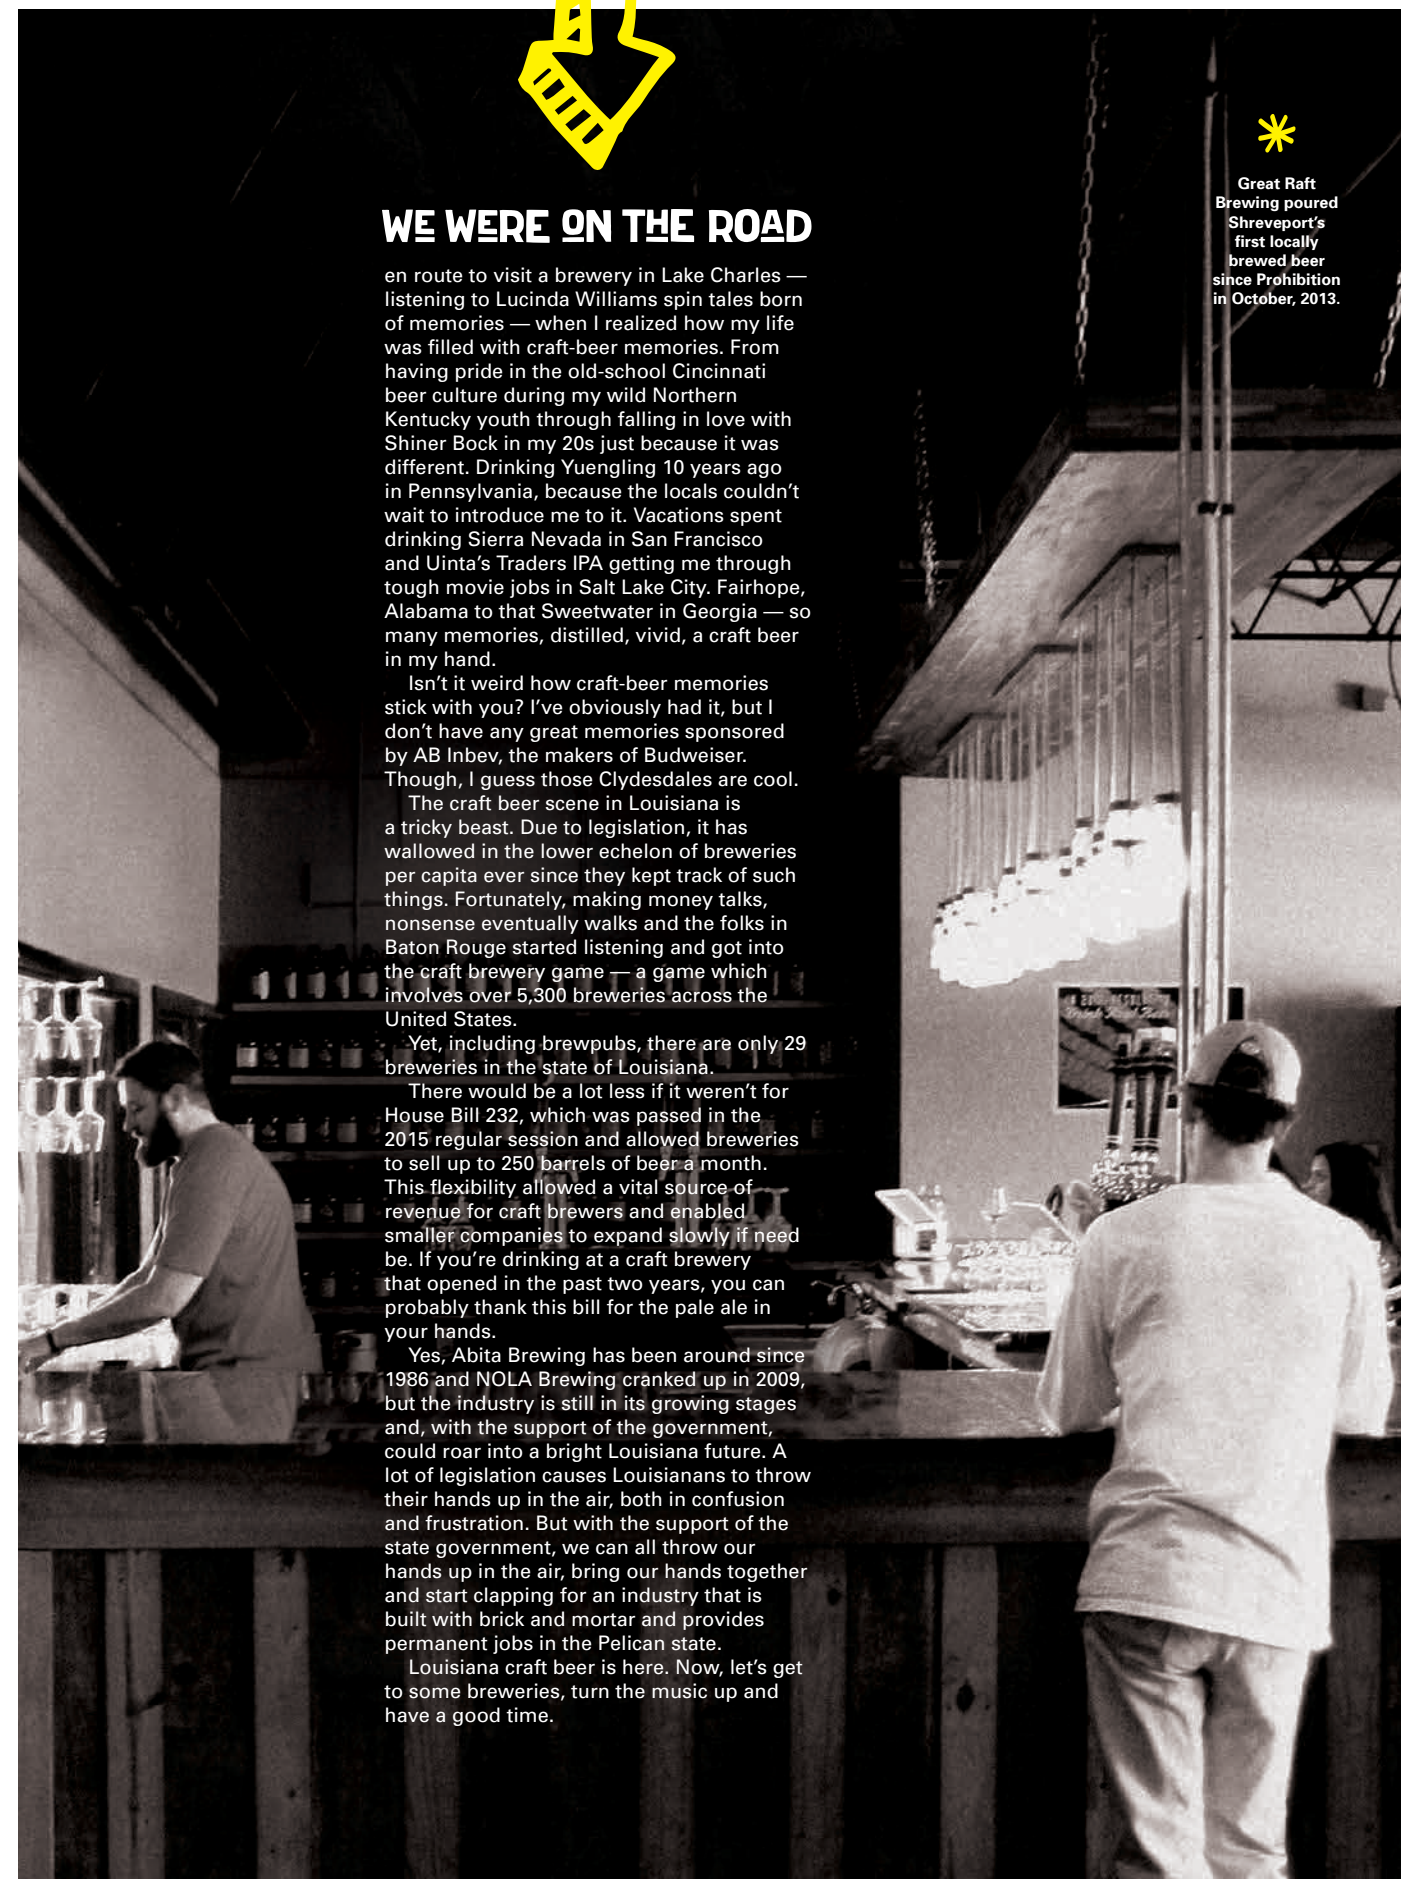 WE WERE ON THE ROAD
en route to visit a brewery in Lake Charles —
listening to Lucinda Williams spin tales born
of memories — when I realized how my life
was filled with craft-beer memories. From
having pride in the old-school Cincinnati
beer culture during my wild Northern
Kentucky youth through falling in love with
Shiner Bock in my 20s just because it was
different. Drinking Yuengling 10 years ago
in Pennsylvania, because the locals couldn’t
wait to introduce me to it. Vacations spent
drinking Sierra Nevada in San Francisco
and Uinta’s Traders IPA getting me through
tough movie jobs in Salt Lake City. Fairhope,
Alabama to that Sweetwater in Georgia — so
many memories, distilled, vivid, a craft beer
in my hand.
Isn’t it weird how craft-beer memories
stick with you? I’ve obviously had it, but I
don’t have any great memories sponsored
by AB Inbev, the makers of Budweiser.
Though, I guess those Clydesdales are cool.
The craft beer scene in Louisiana is
a tricky beast. Due to legislation, it has
wallowed in the lower echelon of breweries
per capita ever since they kept track of such
things. Fortunately, making money talks,
nonsense eventually walks and the folks in
Baton Rouge started listening and got into
the craft brewery game — a game which
involves over 5,300 breweries across the
United States.
Yet, including brewpubs, there are only 29
breweries in the state of Louisiana.
There would be a lot less if it weren’t for
House Bill 232, which was passed in the
2015 regular session and allowed breweries
to sell up to 250 barrels of beer a month.
This flexibility allowed a vital source of
revenue for craft brewers and enabled
smaller companies to expand slowly if need
be. If you’re drinking at a craft brewery
that opened in the past two years, you can
probably thank this bill for the pale ale in
your hands.
Yes, Abita Brewing has been around since
1986 and NOLA Brewing cranked up in 2009,
but the industry is still in its growing stages
and, with the support of the government,
could roar into a bright Louisiana future. A
lot of legislation causes Louisianans to throw
their hands up in the air, both in confusion
and frustration. But with the support of the
state government, we can all throw our
hands up in the air, bring our hands together
and start clapping for an industry that is
built with brick and mortar and provides
permanent jobs in the Pelican state.
Louisiana craft beer is here. Now, let’s get
to some breweries, turn the music up and
have a good time.
Great Raft
Brewing poured
Shreveport’s
first locally
brewed beer
since Prohibition
in October, 2013.